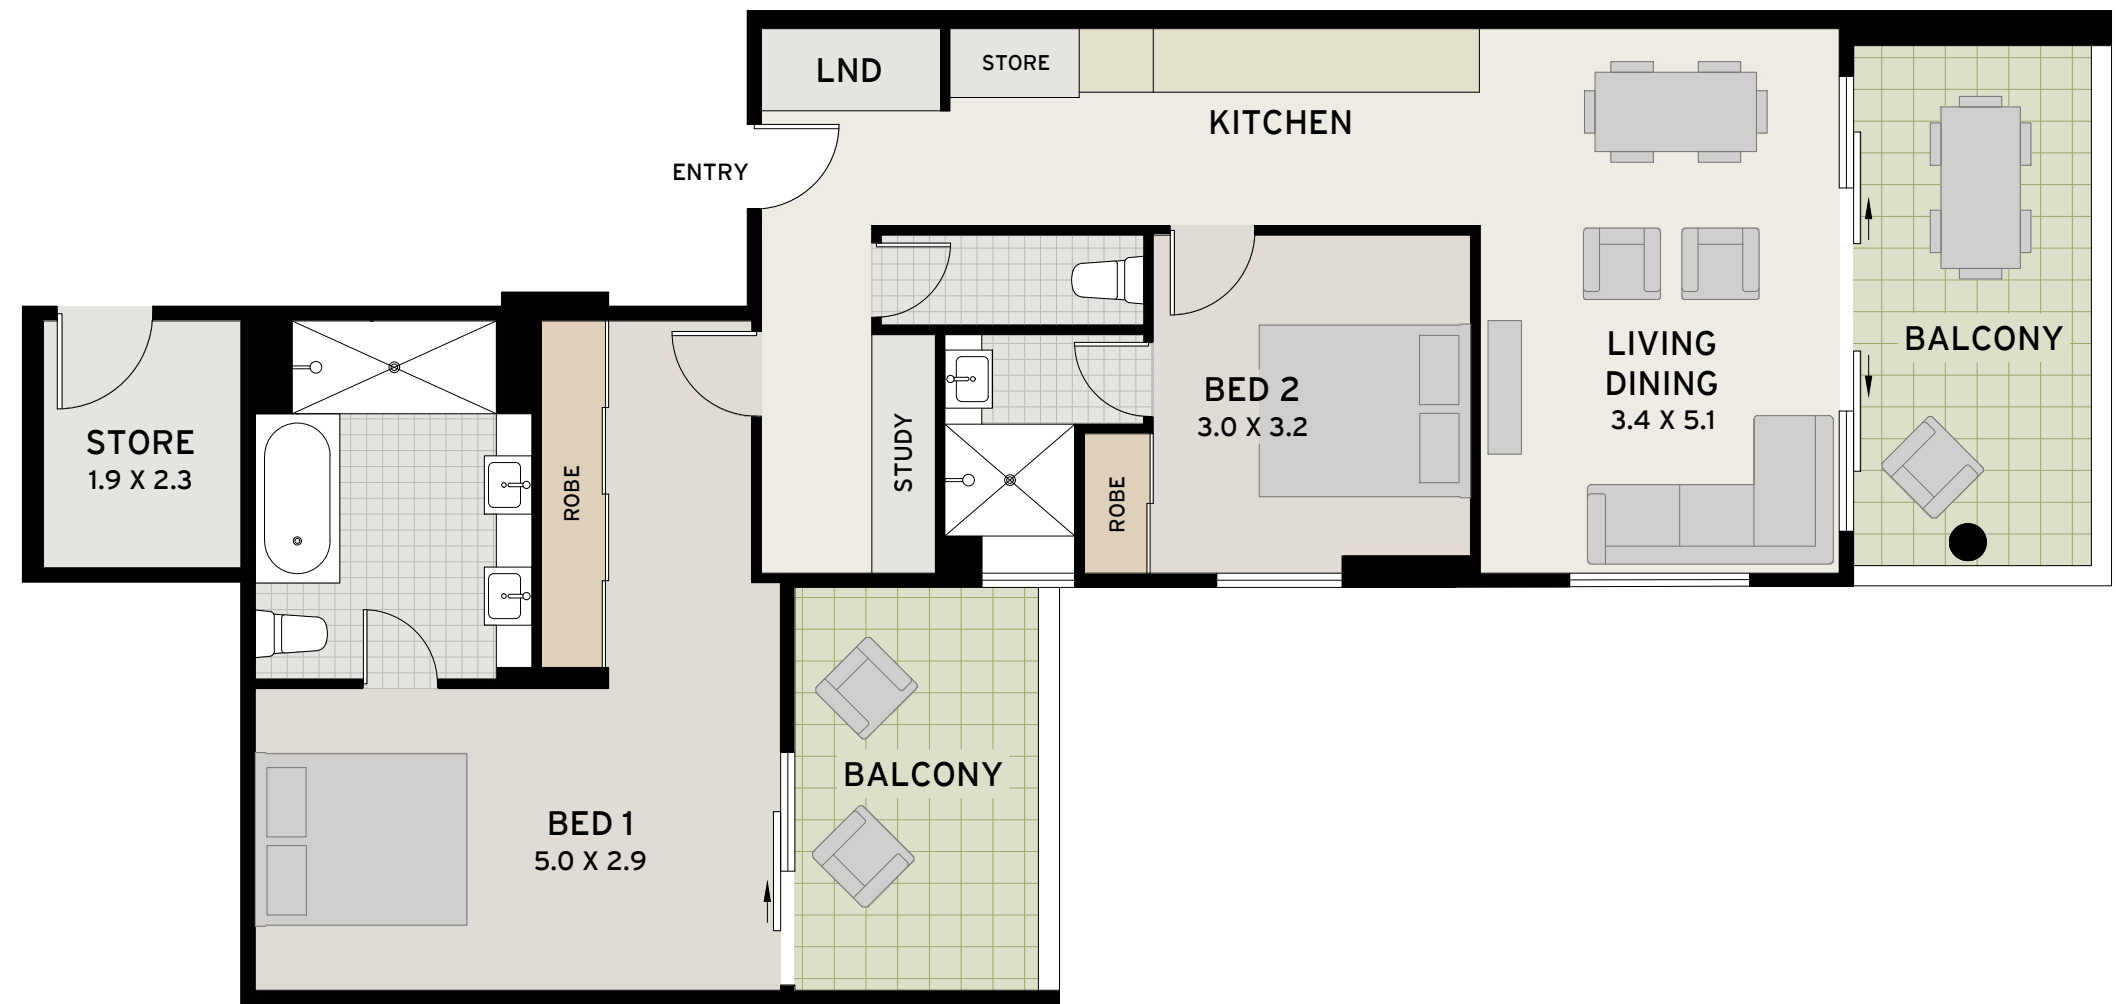 LND
STORE
KITCHEN
ENTRY
BALCONY
LIVING
DINING
3.4 X 5.1
BED 2
3.0 X 3.2
STUDY
ROBE
STORE
1.9 X 2.3
ROBE
BALCONY
BED 1
5.0 X 2.9